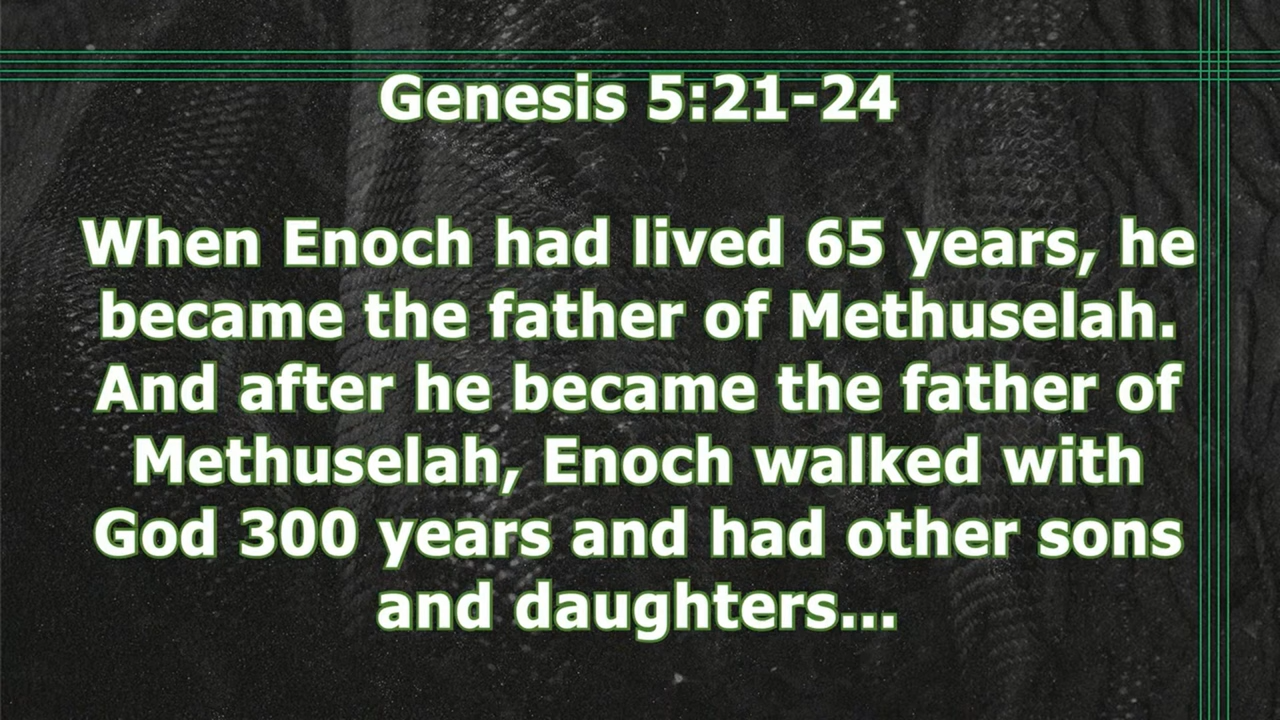 Genesis 5:21-24
When Enoch had lived 65 years, he
became the father of Methuselah.
And after he became the father of
Methuselah, Enoch walked with
God 300 years and had other sons
and daughters...